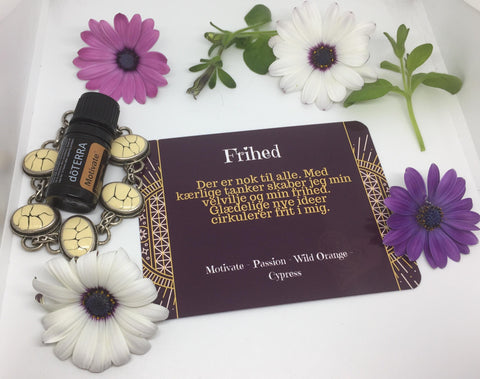 dōTERRA
Motivate
Frihed
Der er nok til alle. Med
kærlige tanker skaber jeg min
velvilje og min frihed.
Glædelige nye ideer
cirkulerer frit i mig.
Motivate - Passion - Wild Orange -
Cypress